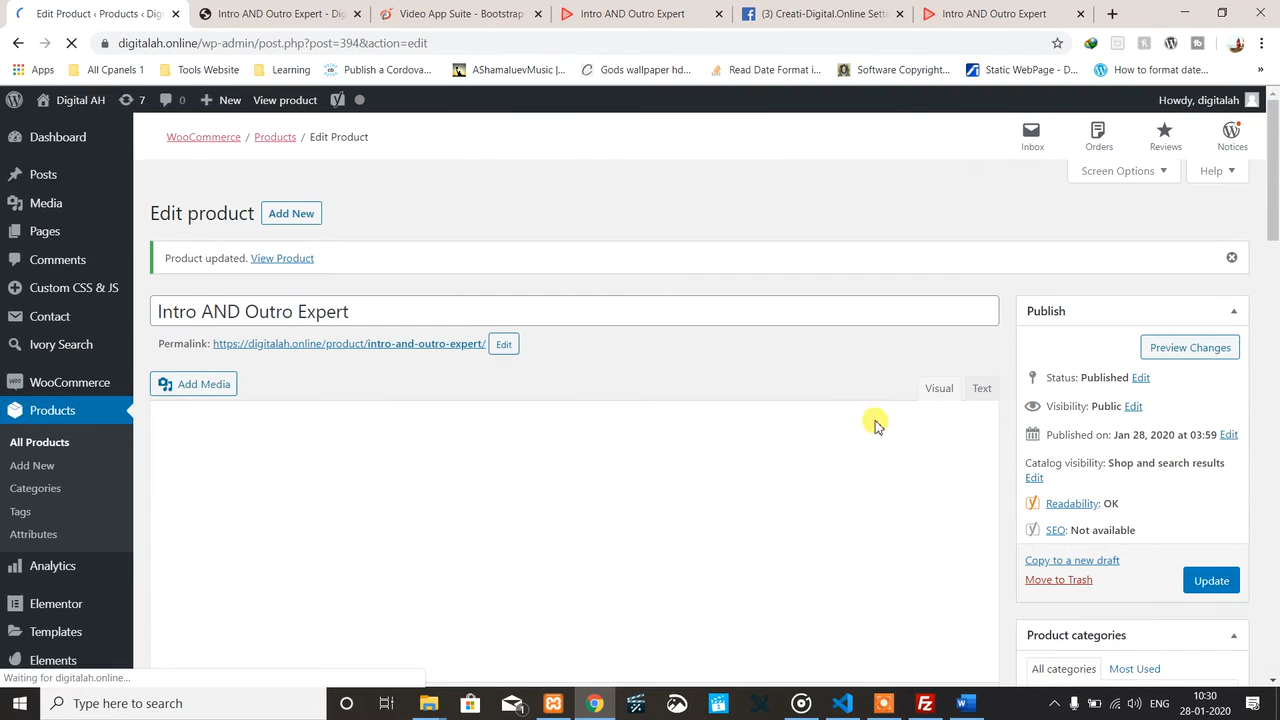 Edit Product ‹ Products ‹ Digital
Intro AND Outro Expert - Digita
Video App Suite - Bootstrap
Intro AND Outro Expert
(3) Creati-Digital.Online Sett
Intro AND Outro Expert
digitalah.online/wp-admin/post.php?post=394&action=edit
Apps
All Cpanels 1
Tools Website
Learning
Publish a Cordova...
AShamaluevMusic |...
Gods wallpaper hd...
Read Date Format i...
Software Copyright...
Static WebPage - D...
How to format date...
»
Digital AH
7
0
New
View product
Howdy, digitalah
Dashboard
Posts
Media
Pages
Comments
Custom CSS & JS
Contact
Ivory Search
WooCommerce
Products
All Products
Add New
Categories
Tags
Attributes
Analytics
Elementor
Templates
Elements
WooCommerce / Products / Edit Product
Inbox
Orders
Reviews
Notices
Screen Options
Help
Edit product
Add New
Product updated. View Product
Intro AND Outro Expert
Permalink: https://digitalah.online/product/intro-and-outro-expert/
Edit
Add Media
Visual
Text
Publish
Preview Changes
Status: Published Edit
Visibility: Public Edit
Published on: Jan 28, 2020 at 03:59 Edit
Catalog visibility: Shop and search results
Edit
Readability: OK
SEO: Not available
Copy to a new draft
Move to Trash
Update
Product categories
All categories
Most Used
Waiting for digitalah.online...
Type here to search
ENG
10:30
28-01-2020